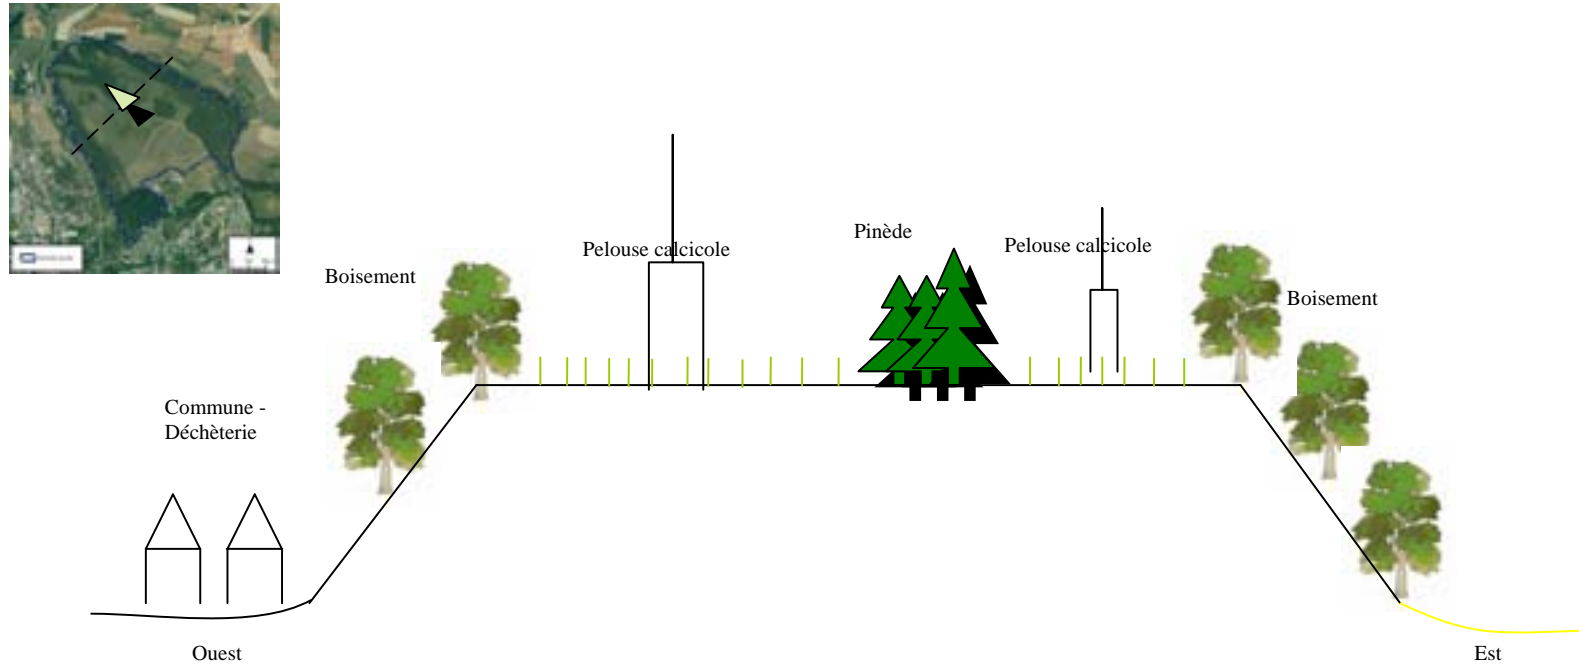 Pelouse calcicole
Pinède
Pelouse calcicole
Boisement
Boisement
Commune -
Déchèterie
Ouest
Est